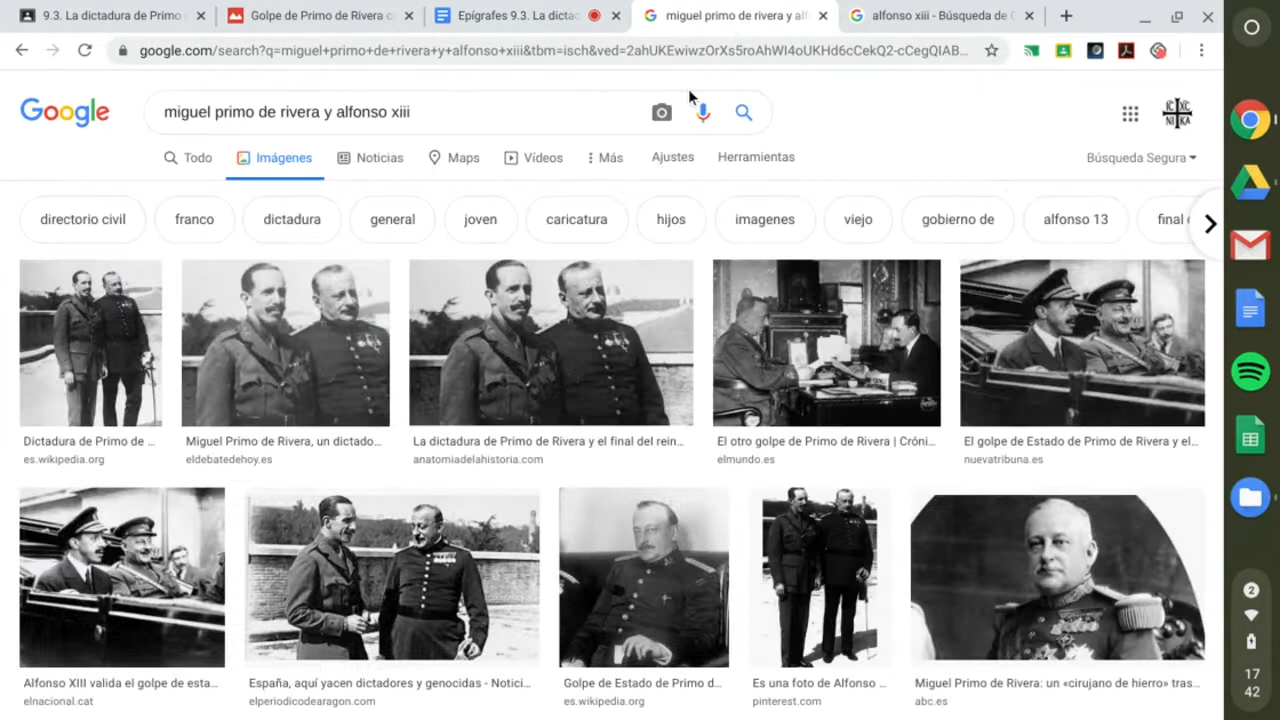 9.3. La dictadura de Primo
Golpe de Primo de Rivera c
Epígrafes 9.3. La dictad
miguel primo de rivera y alf
alfonso xiii - Búsqueda de G
google.com/search?q=miguel+primo+de+rivera+y+alfonso+xiii&tbm=isch&ved=2ahUKEwiwzOrXs5roAhWI4oUKHd6cCekQ2-cCegQIAB...
Google
miguel primo de rivera y alfonso xiii
IC XC
NI KA
Todo
Imágenes
Noticias
Maps
Vídeos
Más
Ajustes
Herramientas
Búsqueda Segura
directorio civil
franco
dictadura
general
joven
caricatura
hijos
imagenes
viejo
gobierno de
alfonso 13
final
Dictadura de Primo de ...
es.wikipedia.org
Miguel Primo de Rivera, un dictado...
eldebatedehoy.es
La dictadura de Primo de Rivera y el final del rein...
anatomiadelahistoria.com
El otro golpe de Primo de Rivera | Cróni...
elmundo.es
El golpe de Estado de Primo de Rivera y el...
nuevatribuna.es
Alfonso XIII valida el golpe de esta...
elnacional.cat
España, aquí yacen dictadores y genocidas - Notici...
elperiodicodearagon.com
Golpe de Estado de Primo d...
es.wikipedia.org
Es una foto de Alfonso ...
pinterest.com
Miguel Primo de Rivera: un «cirujano de hierro» tras...
abc.es
2
17
42